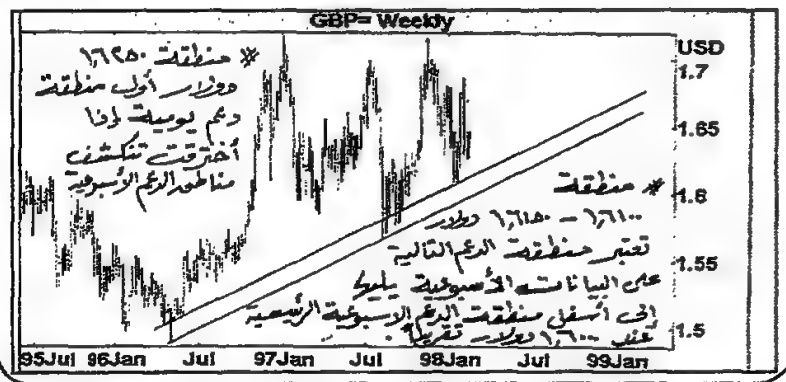 GBP= Weekly
USD
# منطقة ١,٦٢٥٠
دولار أول منطقة
دعم يومية إذا
أخترقت تنكشف
مناطق الدعم الأسبوعية
1.7
1.65
1.6
1.55
1.5
# منطقة
١,٦١٠٠ – ١,٦١٥٠ دولار
تعتبر منطقة الدعم التالية
على البيانات الأسبوعية يليها
إلى أسفل منطقة الدعم الأسبوعية الرئيسية
عند ١,٦٠٠٠ دولار تقريباً.
95Jul 96Jan Jul 97Jan Jul 98Jan Jul 99Jan